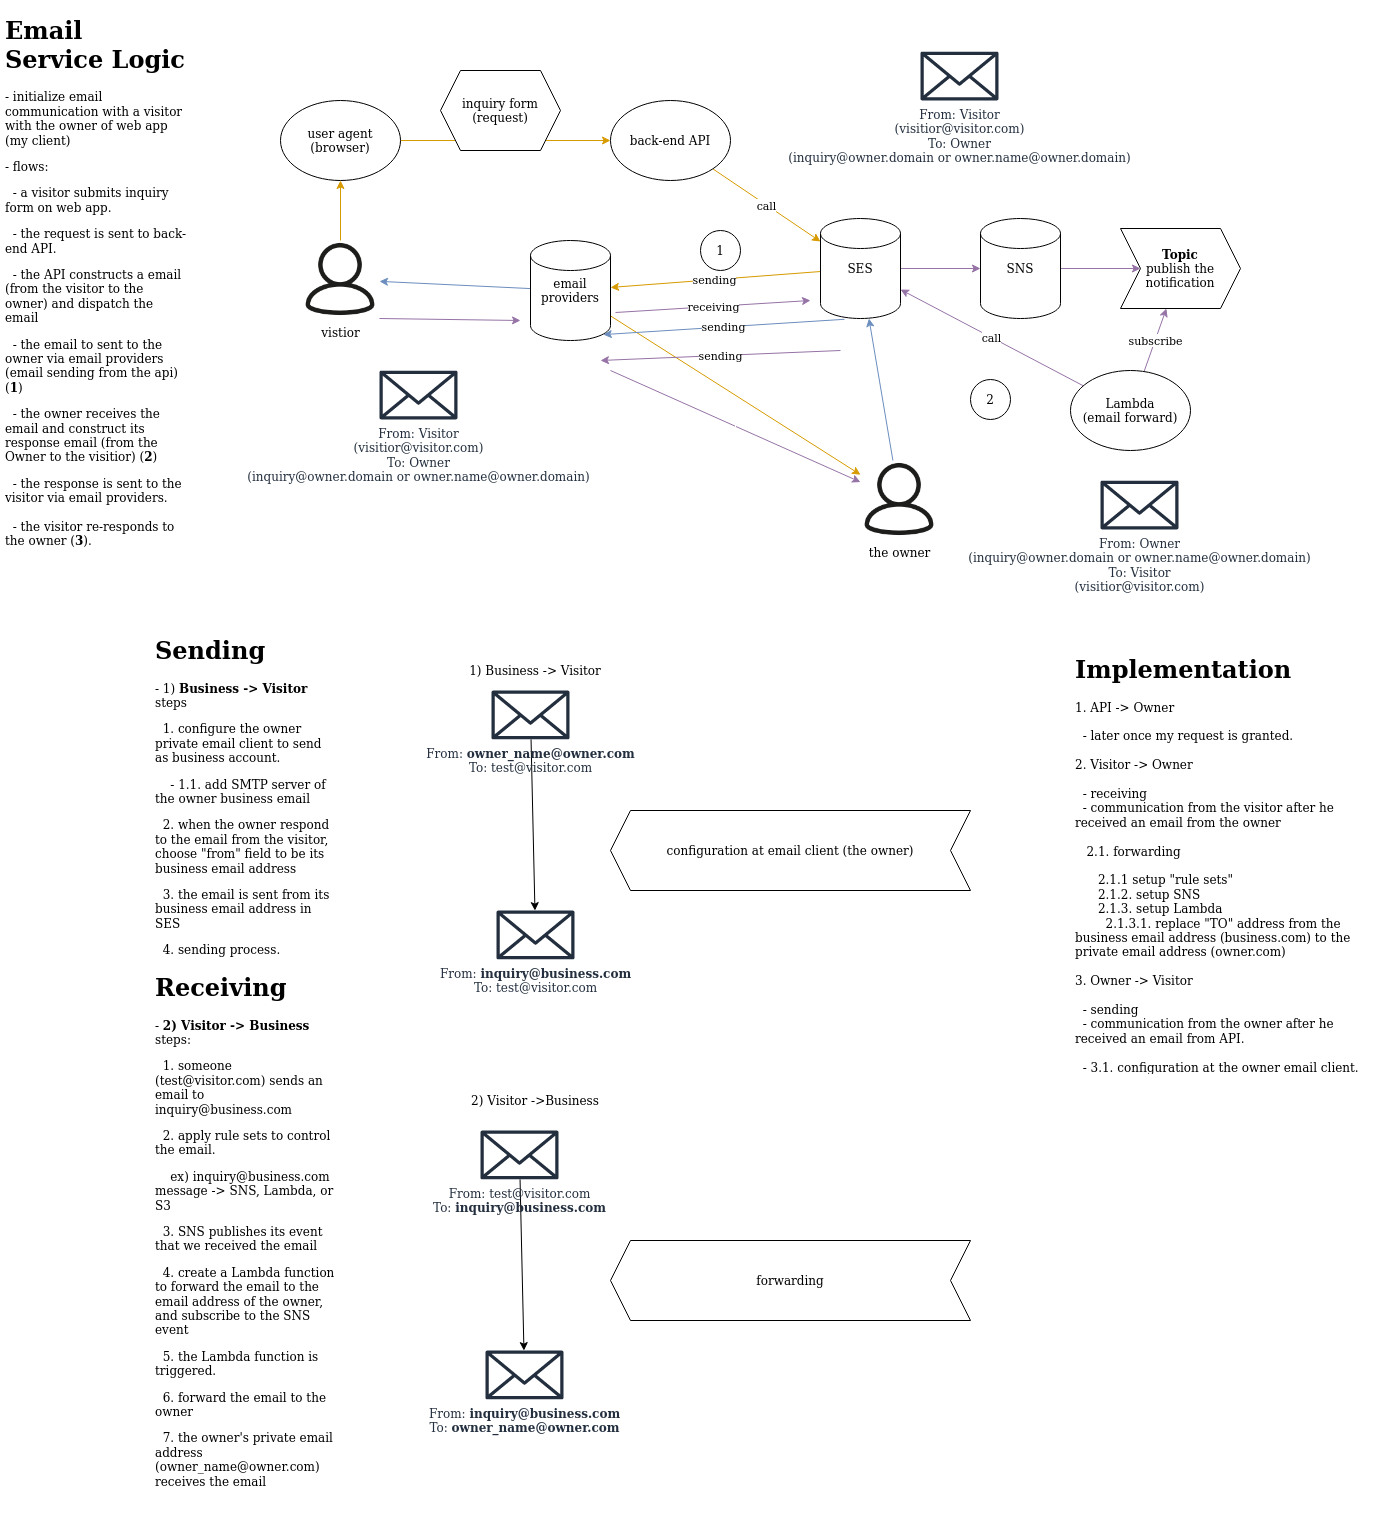 Email
Service Logic
- initialize email
communication with a visitor
with the owner of web app
(my client)
- flows:
- a visitor submits inquiry
form on web app.
- the request is sent to back-
end API.
- the API constructs a email
(from the visitor to the
owner) and dispatch the
email
- the email to sent to the
owner via email providers
(email sending from the api)
(1)
- the owner receives the
email and construct its
response email (from the
Owner to the visitior) (2)
- the response is sent to the
visitor via email providers.
- the visitor re-responds to
the owner (3).
user agent
(browser)
inquiry form
(request)
back-end API
From: Visitor
(visitior@visitor.com)
To: Owner
(inquiry@owner.domain or owner.name@owner.domain)
call
vistior
email
providers
1
sending
receiving
sending
sending
SES
SNS
Topic
publish the
notification
call
subscribe
2
Lambda
(email forward)
From: Visitor
(visitior@visitor.com)
To: Owner
(inquiry@owner.domain or owner.name@owner.domain)
the owner
From: Owner
(inquiry@owner.domain or owner.name@owner.domain)
To: Visitor
(visitior@visitor.com)
Sending
- 1) Business -> Visitor
steps
1. configure the owner
private email client to send
as business account.
- 1.1. add SMTP server of
the owner business email
2. when the owner respond
to the email from the visitor,
choose "from" field to be its
business email address
3. the email is sent from its
business email address in
SES
4. sending process.
Receiving
- 2) Visitor -> Business
steps:
1. someone
(test@visitor.com) sends an
email to
inquiry@business.com
2. apply rule sets to control
the email.
ex) inquiry@business.com
message -> SNS, Lambda, or
S3
3. SNS publishes its event
that we received the email
4. create a Lambda function
to forward the email to the
email address of the owner,
and subscribe to the SNS
event
5. the Lambda function is
triggered.
6. forward the email to the
owner
7. the owner's private email
address
(owner_name@owner.com)
receives the email
1) Business -> Visitor
From: owner_name@owner.com
To: test@visitor.com
configuration at email client (the owner)
From: inquiry@business.com
To: test@visitor.com
2) Visitor ->Business
From: test@visitor.com
To: inquiry@business.com
forwarding
From: inquiry@business.com
To: owner_name@owner.com
Implementation
1. API -> Owner
- later once my request is granted.
2. Visitor -> Owner
- receiving
- communication from the visitor after he
received an email from the owner
2.1. forwarding
2.1.1 setup "rule sets"
2.1.2. setup SNS
2.1.3. setup Lambda
2.1.3.1. replace "TO" address from the
business email address (business.com) to the
private email address (owner.com)
3. Owner -> Visitor
- sending
- communication from the owner after he
received an email from API.
- 3.1. configuration at the owner email client.